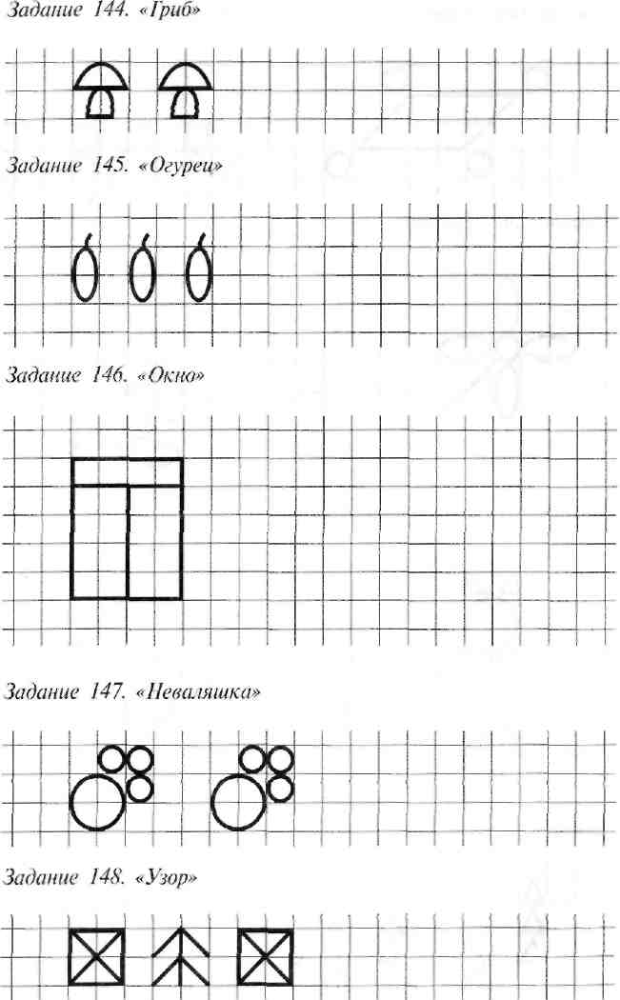 Задание 144. «Гриб»
Задание 145. «Огурец»
Задание 146. «Окно»
Задание 147. «Неваляшка»
Задание 148. «Узор»